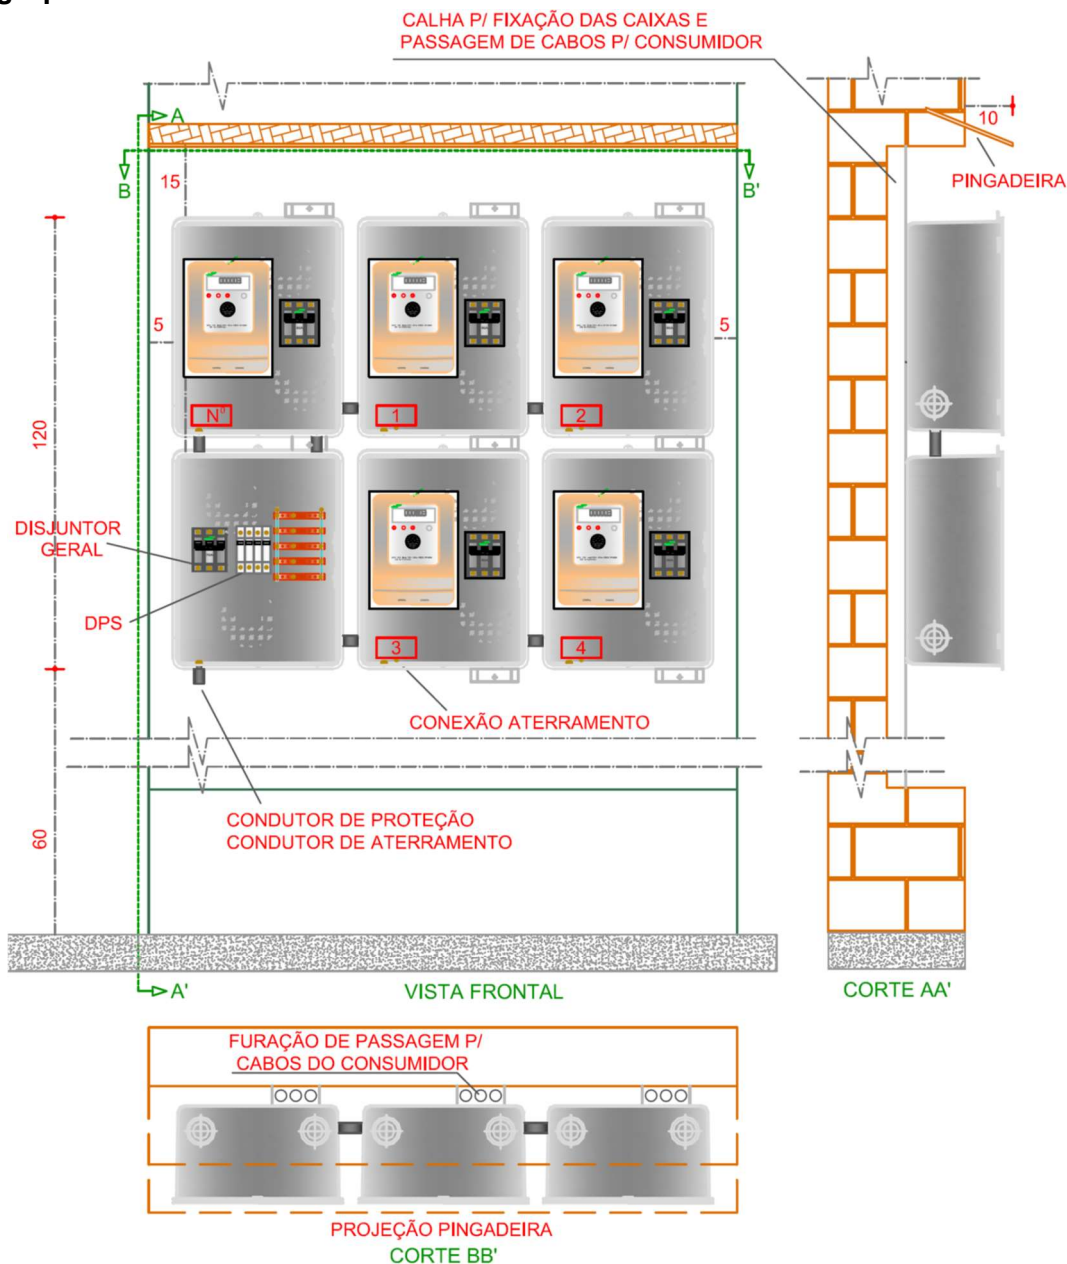 CALHA P/ FIXAÇÃO DAS CAIXAS E
PASSAGEM DE CABOS P/ CONSUMIDOR
A
10
B
15
B'
PINGADEIRA
5
5
120
Nº
1
2
DISJUNTOR
GERAL
DPS
3
4
CONEXÃO ATERRAMENTO
60
CONDUTOR DE PROTEÇÃO
CONDUTOR DE ATERRAMENTO
A'
VISTA FRONTAL
CORTE AA'
FURAÇÃO DE PASSAGEM P/
CABOS DO CONSUMIDOR
PROJEÇÃO PINGADEIRA
CORTE BB'